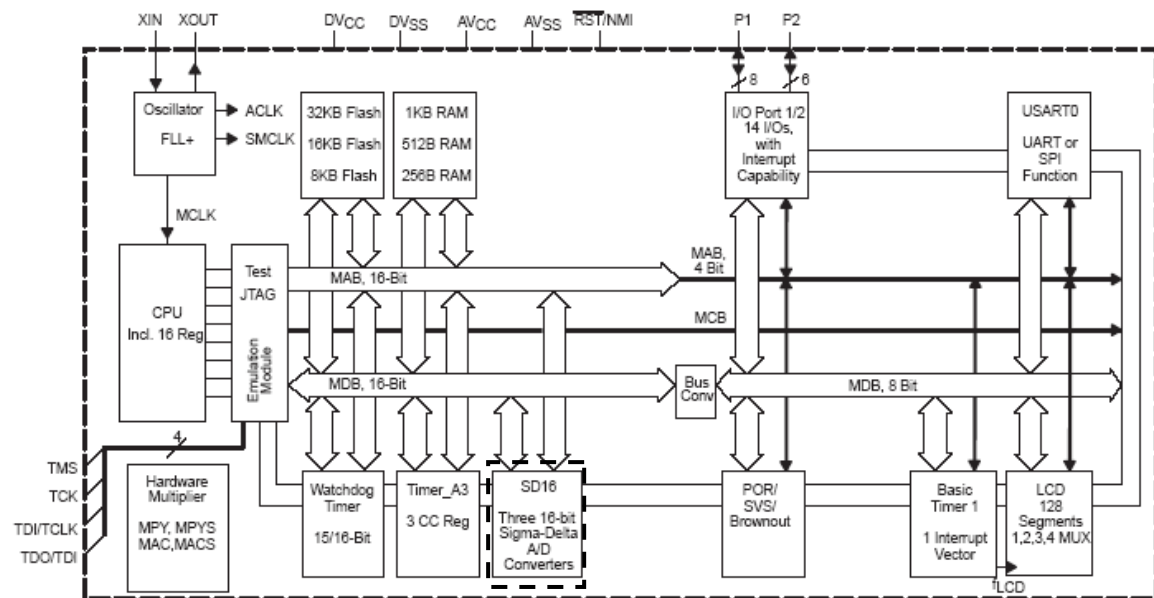 XIN
XOUT
DVCC
DVSS
AVCC
AVSS
RST/NMI
P1
P2
8
6
Oscillator
FLL+
ACLK
SMCLK
32KB Flash
16KB Flash
8KB Flash
1KB RAM
512B RAM
256B RAM
I/O Port 1/2
14 I/Os,
with
Interrupt
Capability
USART0
UART or
SPI
Function
MCLK
CPU
Incl. 16 Reg
Test
JTAG
Emulation
Module
MAB, 16-Bit
MAB,
4 Bit
MCB
MDB, 16-Bit
Bus
Conv
MDB, 8 Bit
4
TMS
TCK
TDI/TCLK
TDO/TDI
Hardware
Multiplier
MPY, MPYS
MAC,MACS
Watchdog
Timer
15/16-Bit
Timer_A3
3 CC Reg
SD16
Three 16-bit
Sigma-Delta
A/D
Converters
POR/
SVS/
Brownout
Basic
Timer 1
1 Interrupt
Vector
LCD
128
Segments
1,2,3,4 MUX
fLCD